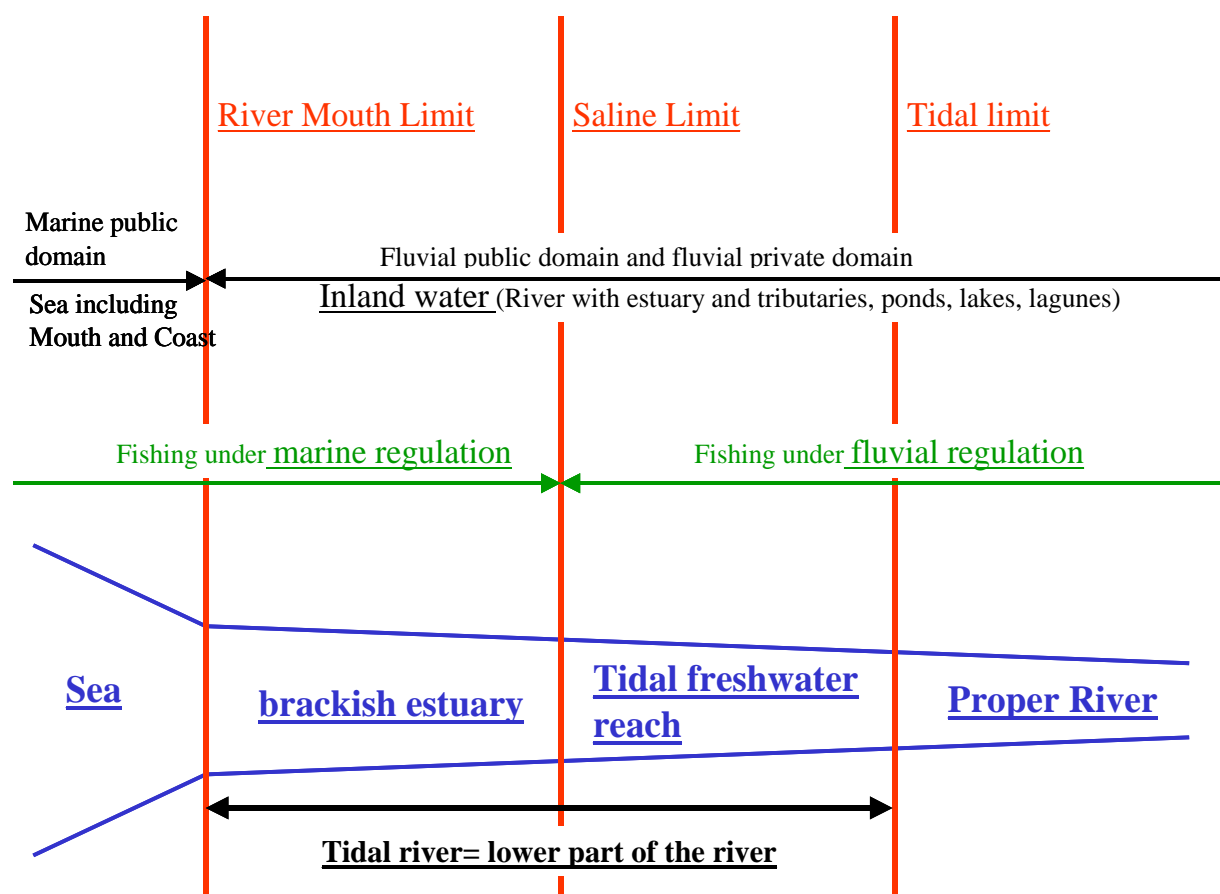 River Mouth Limit
Saline Limit
Tidal limit
Marine public
domain
Fluvial public domain and fluvial private domain
Sea including
Mouth and Coast
Inland water (River with estuary and tributaries, ponds, lakes, lagunes)
Fishing under marine regulation
Fishing under fluvial regulation
Sea
brackish estuary
Tidal freshwater
reach
Proper River
Tidal river= lower part of the river